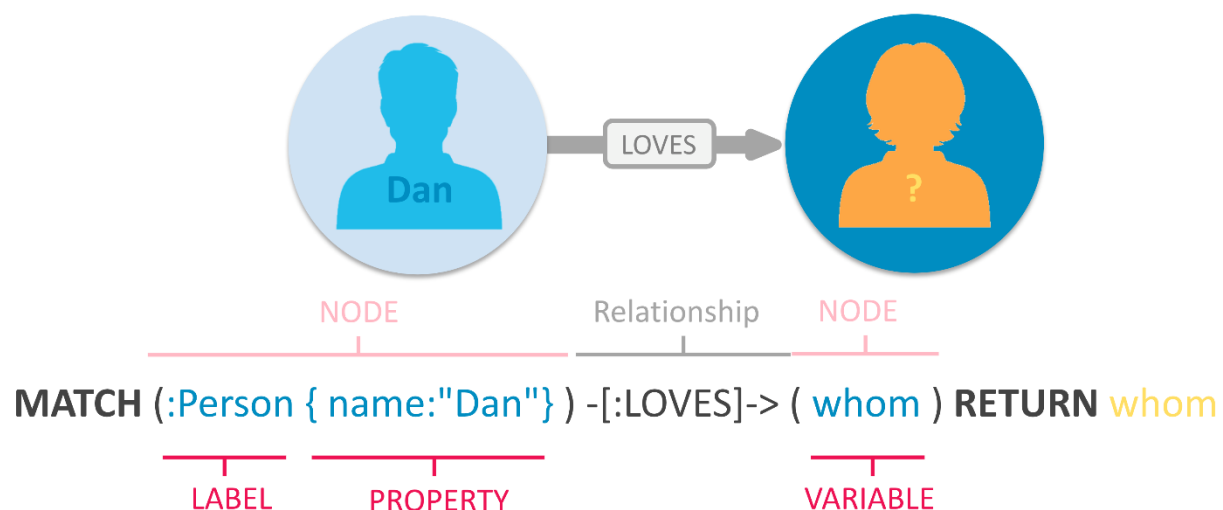 LOVES
Dan
?
NODE Relationship NODE
MATCH (:Person { name:"Dan"} ) -[:LOVES]-> ( whom ) RETURN whom
LABEL PROPERTY VARIABLE